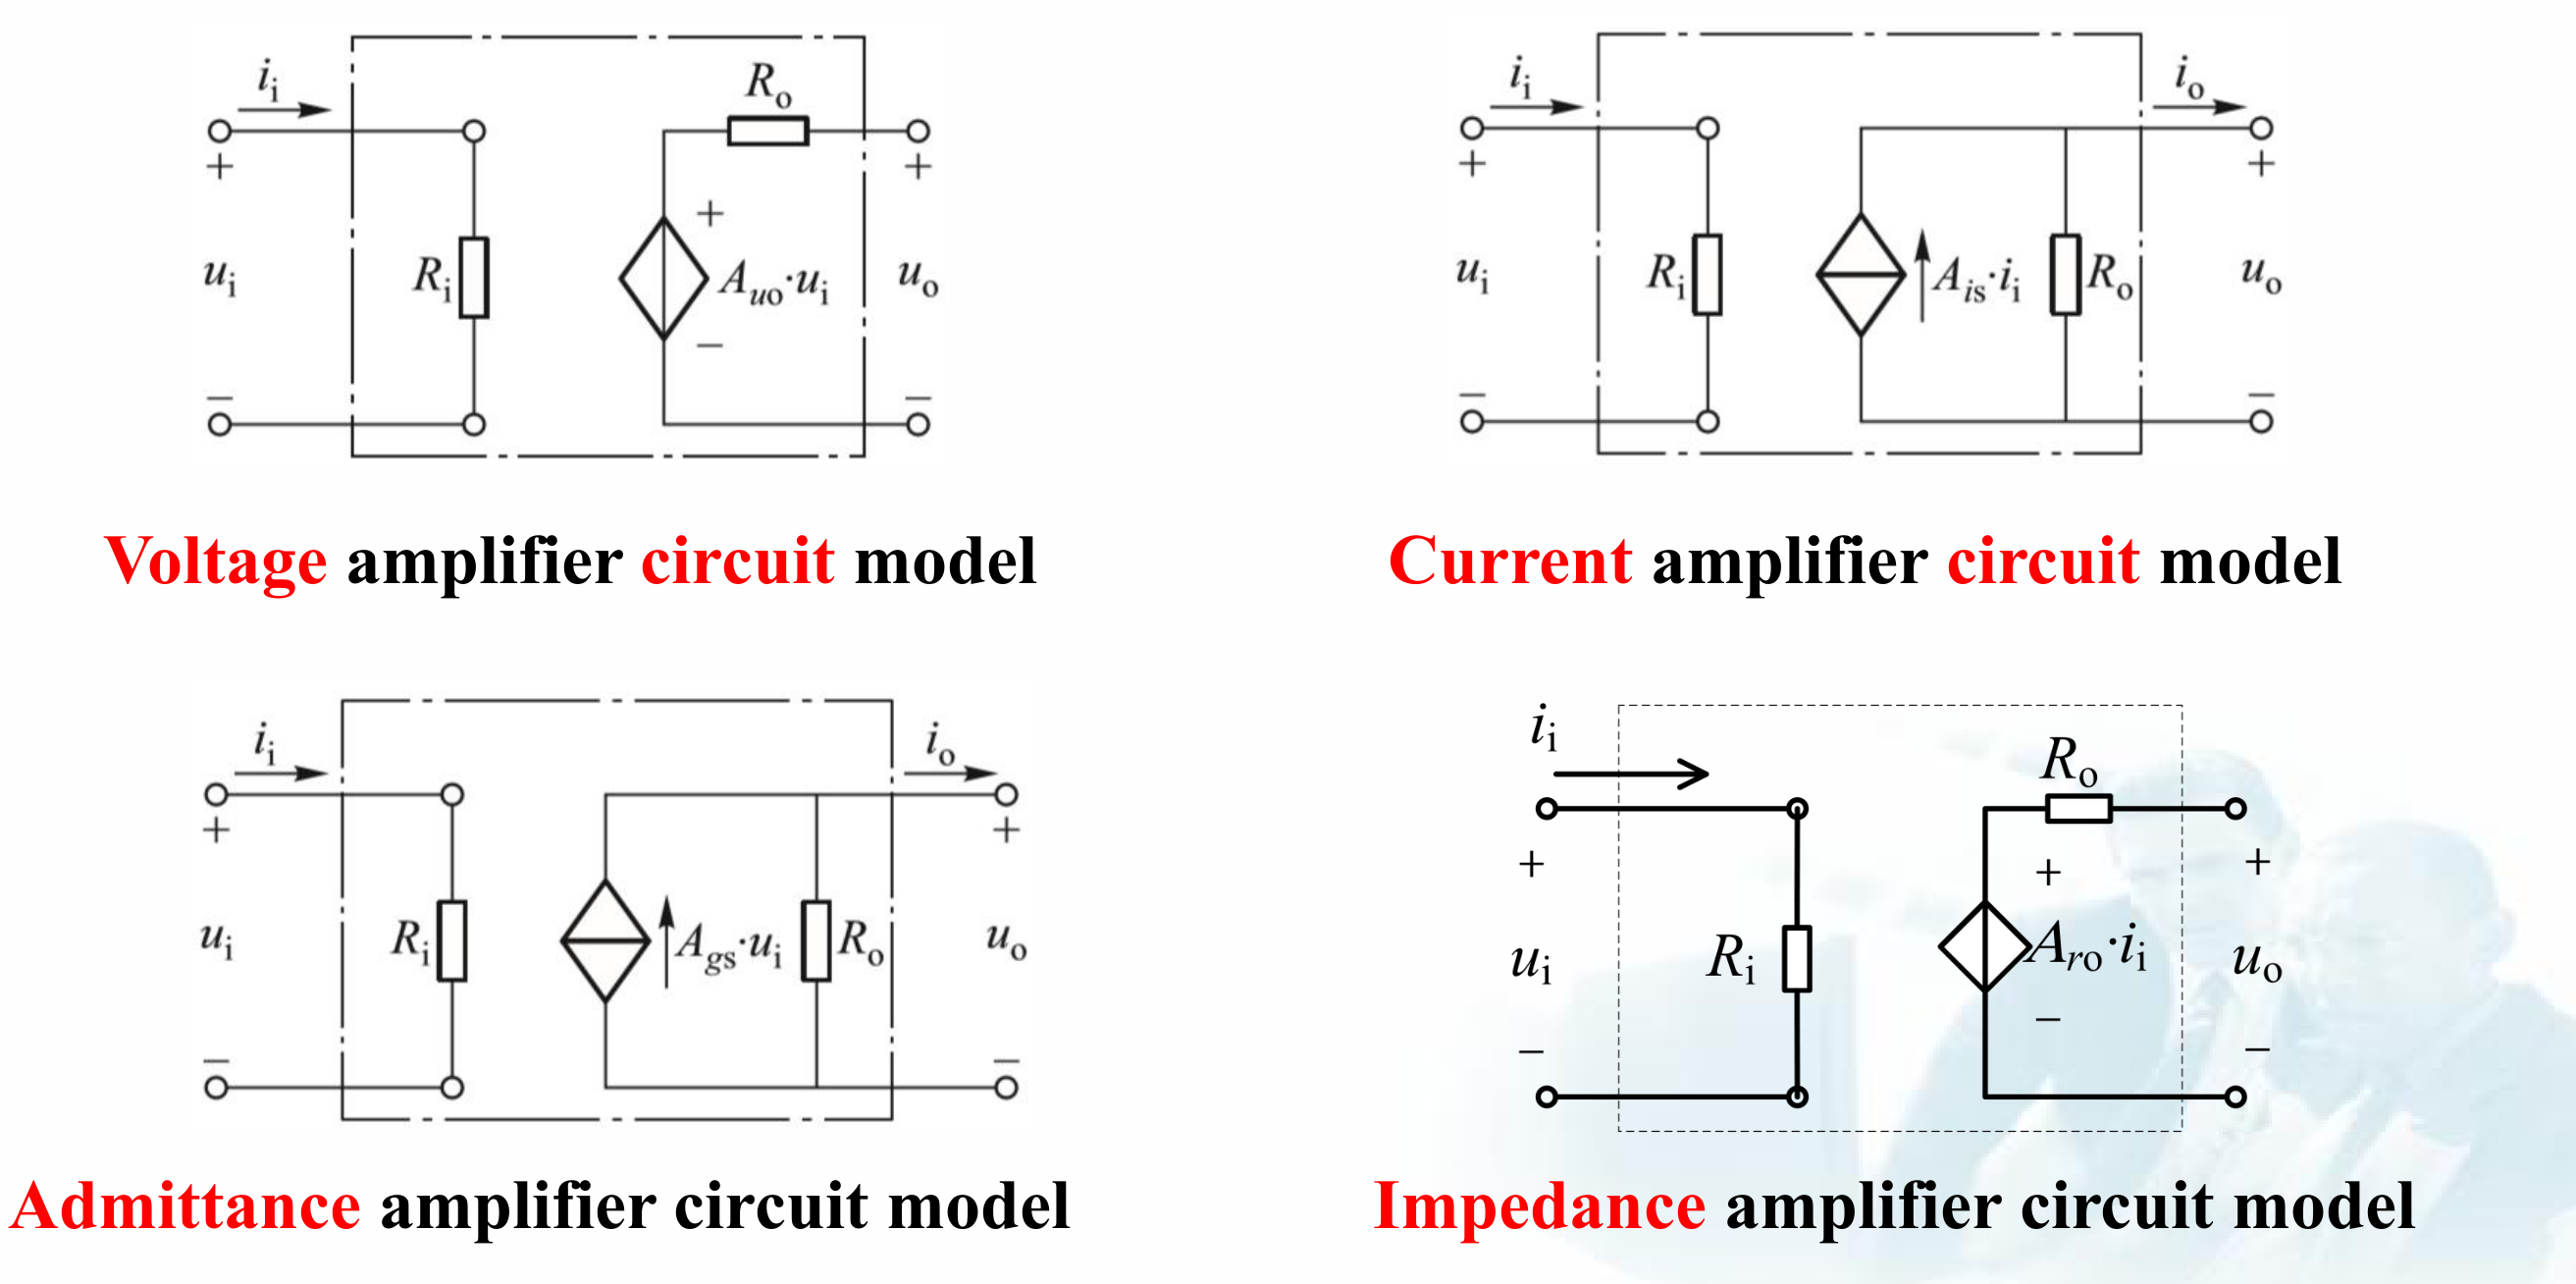 i_i
R_o
+
+
+
u_i
R_i
A_uo·u_i
u_o
−
−
−
Voltage amplifier circuit model
i_i
i_o
+
+
u_i
R_i
A_is·i_i
R_o
u_o
−
−
Current amplifier circuit model
i_i
i_o
+
+
u_i
R_i
A_gs·u_i
R_o
u_o
−
−
Admittance amplifier circuit model
i_i
R_o
+
+
+
u_i
R_i
A_ro·i_i
u_o
−
−
−
Impedance amplifier circuit model